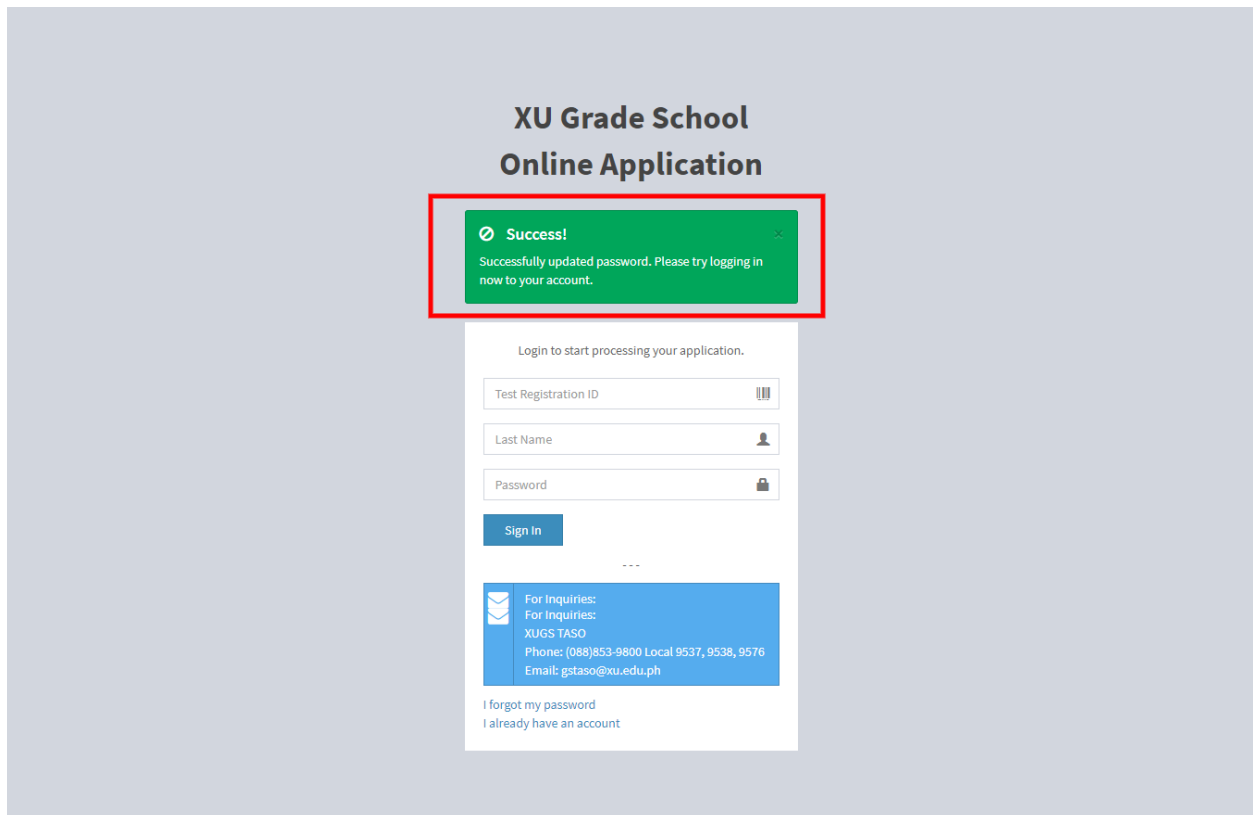 XU Grade School
Online Application
Success!
×
Successfully updated password. Please try logging in
now to your account.
Login to start processing your application.
Test Registration ID
Last Name
Password
Sign In
---
For Inquiries:
For Inquiries:
XUGS TASO
Phone: (088)853-9800 Local 9537, 9538, 9576
Email: gstaso@xu.edu.ph
I forgot my password
I already have an account